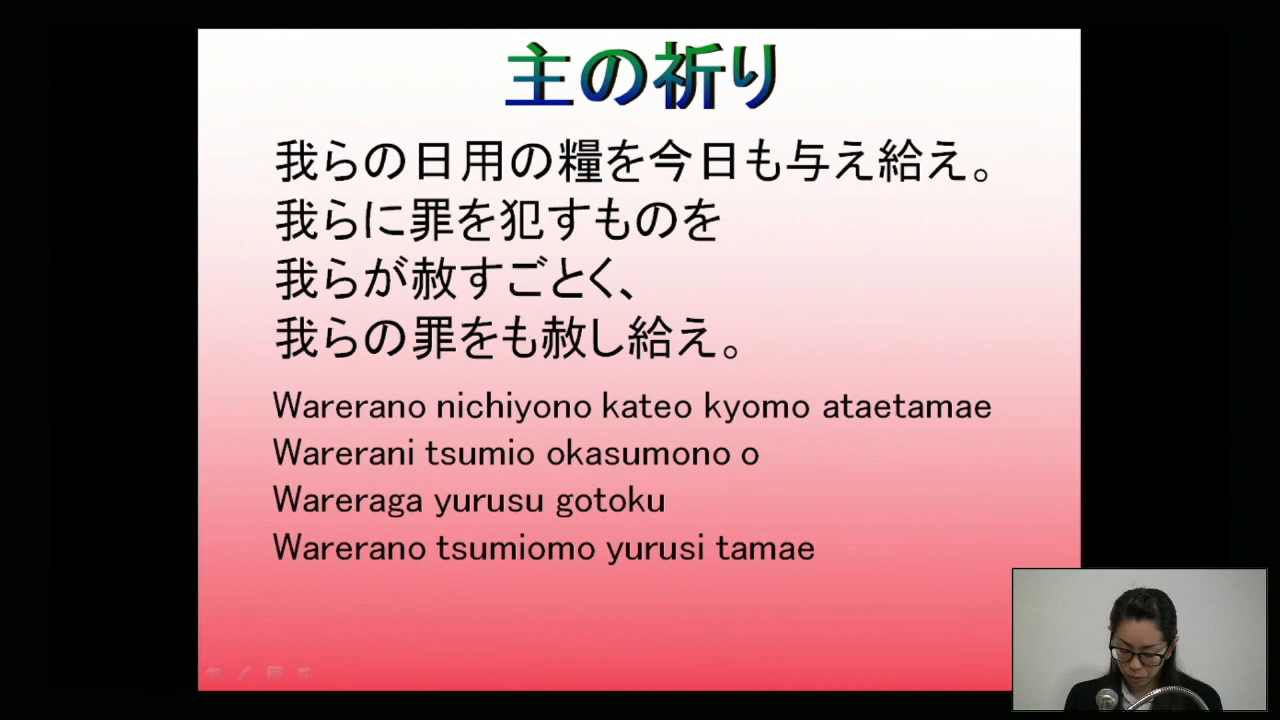 主の祈り
我らの日用の糧を今日も与え給え。
我らに罪を犯すものを
我らが赦すごとく、
我らの罪をも赦し給え。
Warerano nichiyono kateo kyomo ataetamae
Warerani tsumio okasumono o
Wareraga yurusu gotoku
Warerano tsumiomo yurusi tamae